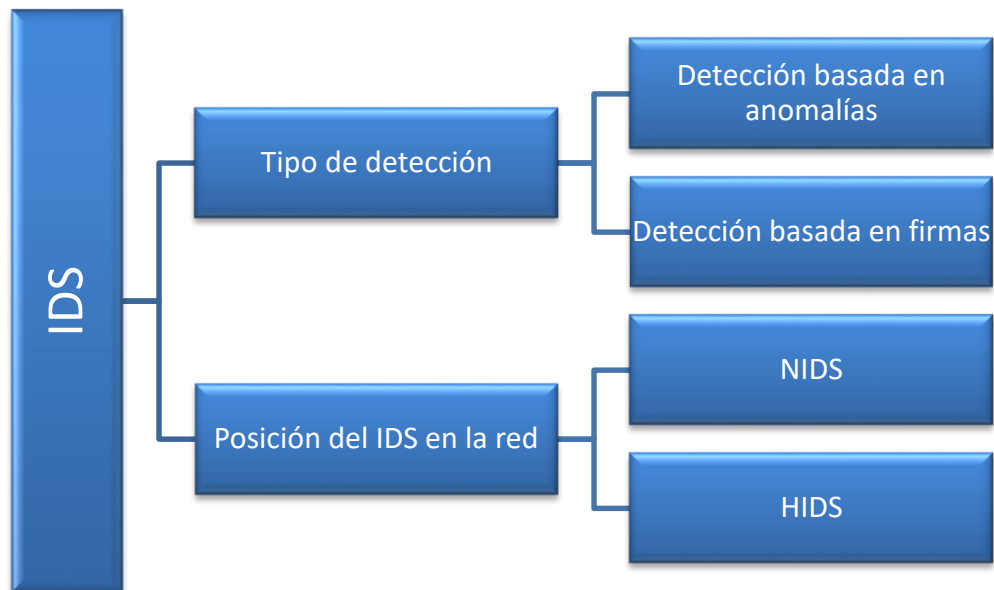 IDS
Tipo de detección
Detección basada en
anomalías
Detección basada en firmas
Posición del IDS en la red
NIDS
HIDS